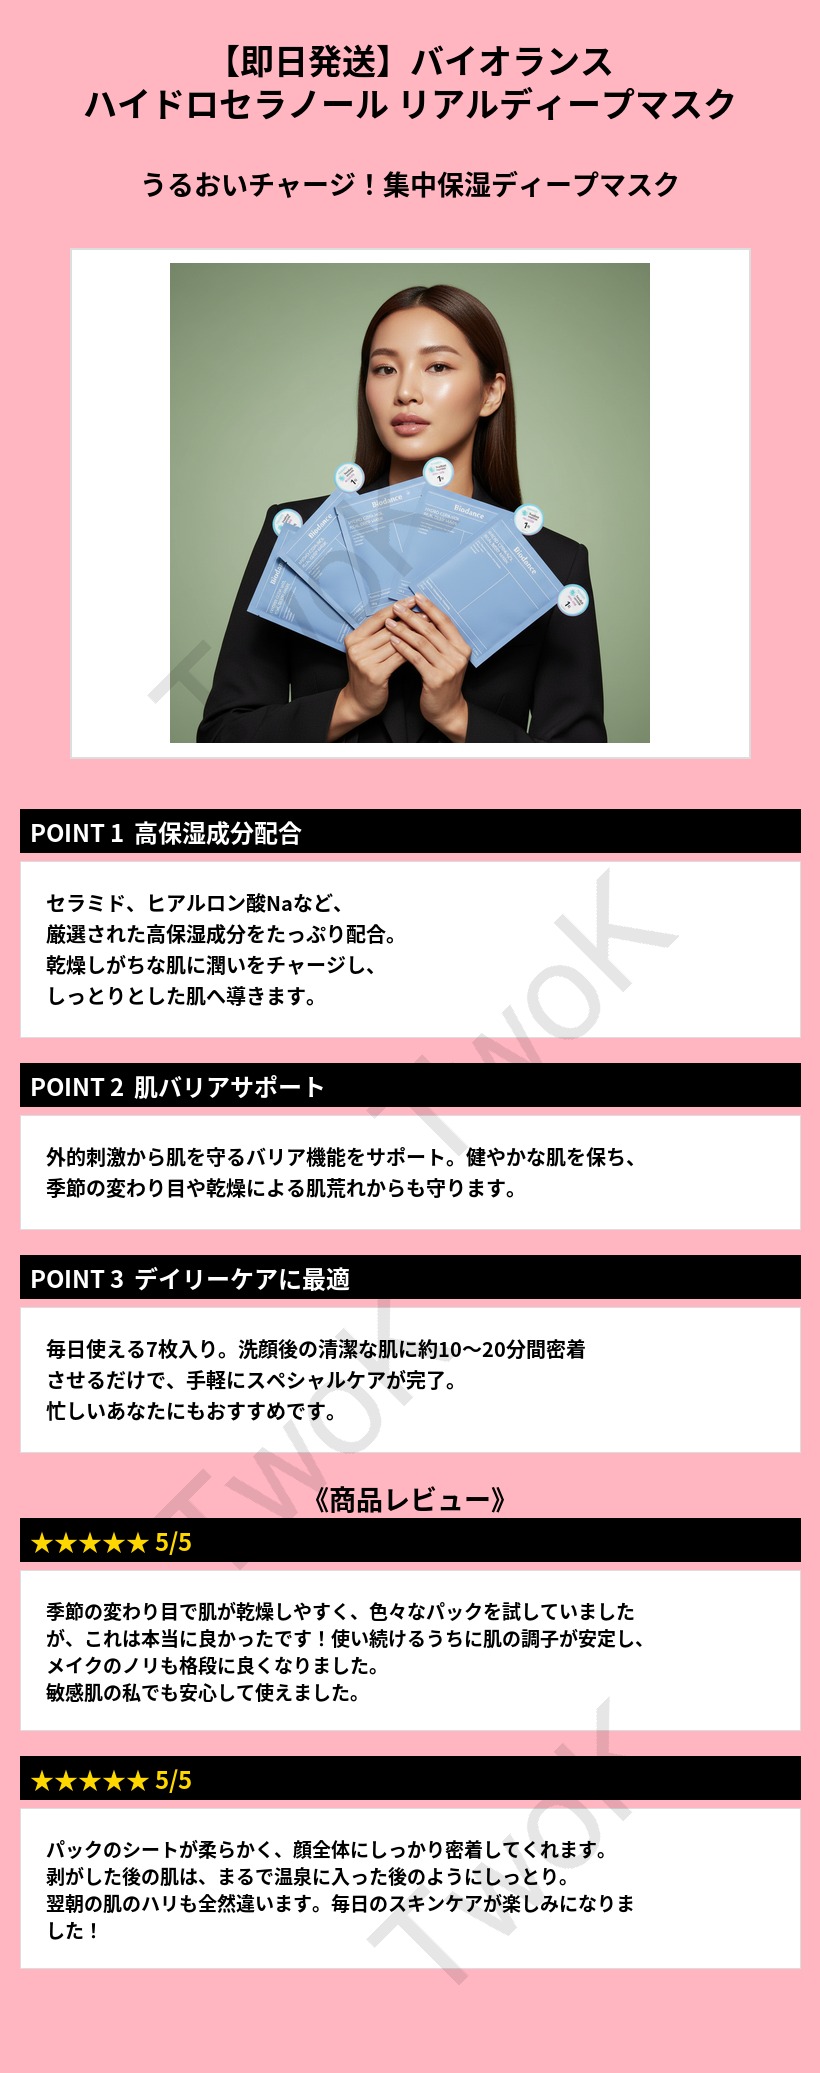 【即日発送】バイオランス
ハイドロセラノール リアルディープマスク
うるおいチャージ！集中保湿ディープマスク
Biodance
Biodance
Biodance
Biodance
TwoK
POINT 1 高保湿成分配合
セラミド、ヒアルロン酸Naなど、
厳選された高保湿成分をたっぷり配合。
乾燥しがちな肌に潤いをチャージし、
しっとりとした肌へ導きます。
TwoK
POINT 2 肌バリアサポート
外的刺激から肌を守るバリア機能をサポート。健やかな肌を保ち、
季節の変わり目や乾燥による肌荒れからも守ります。
POINT 3 デイリーケアに最適
毎日使える7枚入り。洗顔後の清潔な肌に約10～20分間密着
させるだけで、手軽にスペシャルケアが完了。
忙しいあなたにもおすすめです。
TwoK
《商品レビュー》
★★★★★ 5/5
季節の変わり目で肌が乾燥しやすく、色々なパックを試していました
が、これは本当に良かったです！使い続けるうちに肌の調子が安定し、
メイクのノリも格段に良くなりました。
敏感肌の私でも安心して使えました。
★★★★★ 5/5
パックのシートが柔らかく、顔全体にしっかり密着してくれます。
剥がした後の肌は、まるで温泉に入った後のようにしっとり。
翌朝の肌のハリも全然違います。毎日のスキンケアが楽しみになりま
した！
TwoK